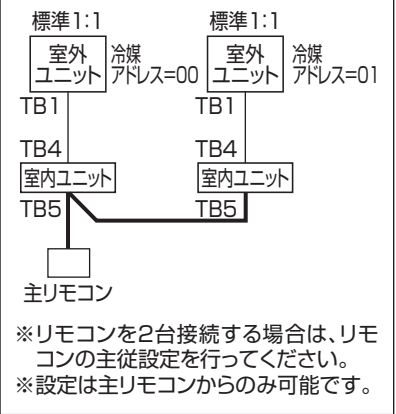 標準1:1 標準1:1
室外 冷媒 室外 冷媒
ユニット アドレス=00 ユニット アドレス=01
TB1 TB1
TB4 TB4
室内ユニット 室内ユニット
TB5 TB5
主リモコン
※リモコンを2台接続する場合は、リモ
コンの主従設定を行ってください。
※設定は主リモコンからのみ可能です。